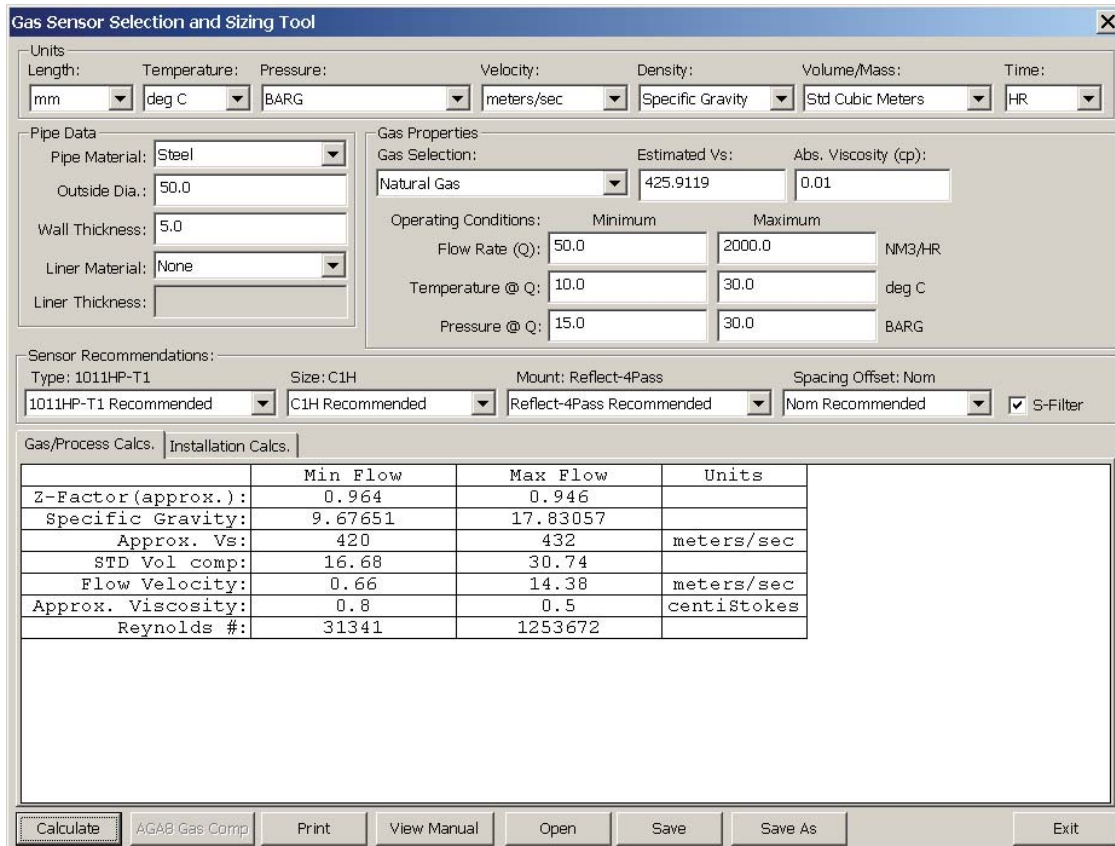 Gas Sensor Selection and Sizing Tool
Units
Length: Temperature: Pressure: Velocity: Density: Volume/Mass: Time:
mm deg C BARG meters/sec Specific Gravity Std Cubic Meters HR
Pipe Data
Pipe Material: Steel
Outside Dia.: 50.0
Wall Thickness: 5.0
Liner Material: None
Liner Thickness:
Gas Properties
Gas Selection: Estimated Vs: Abs. Viscosity (cp):
Natural Gas 425.9119 0.01
Operating Conditions: Minimum Maximum
Flow Rate (Q): 50.0 2000.0 NM3/HR
Temperature @ Q: 10.0 30.0 deg C
Pressure @ Q: 15.0 30.0 BARG
Sensor Recommendations:
Type: 1011HP-T1 Size: C1H Mount: Reflect-4Pass Spacing Offset: Nom
1011HP-T1 Recommended C1H Recommended Reflect-4Pass Recommended Nom Recommended S-Filter
Gas/Process Calcs. Installation Calcs.
Min Flow Max Flow Units
Z-Factor(approx.): 0.964 0.946
Specific Gravity: 9.67651 17.83057
Approx. Vs: 420 432 meters/sec
STD Vol comp: 16.68 30.74
Flow Velocity: 0.66 14.38 meters/sec
Approx. Viscosity: 0.8 0.5 centiStokes
Reynolds #: 31341 1253672
Calculate AGA8 Gas Comp Print View Manual Open Save Save As Exit